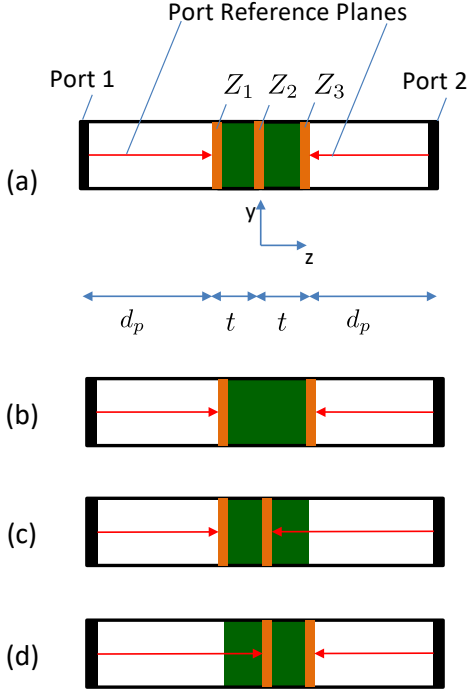 Port Reference Planes
Port 1
Port 2
Z₁ Z₂ Z₃
(a)
y
z
dₚ t t dₚ
(b)
(c)
(d)